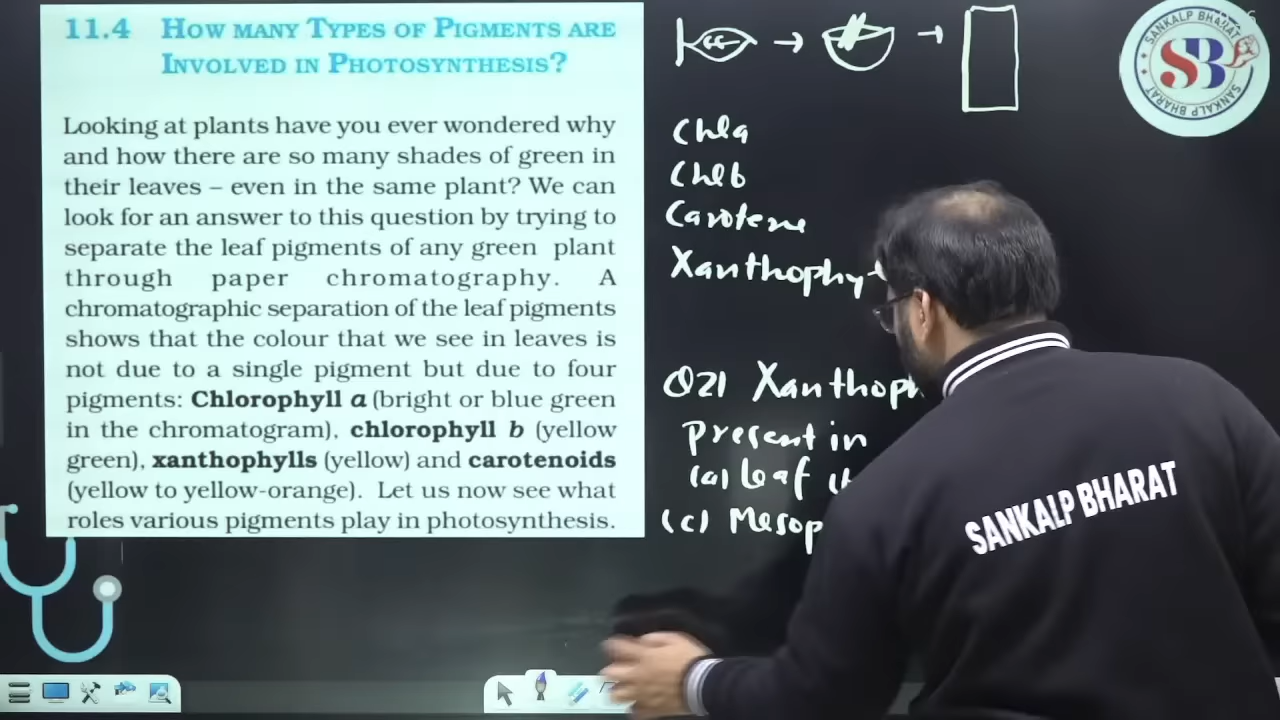 11.4 HOW MANY TYPES OF PIGMENTS ARE
INVOLVED IN PHOTOSYNTHESIS?
Looking at plants have you ever wondered why
and how there are so many shades of green in
their leaves – even in the same plant? We can
look for an answer to this question by trying to
separate the leaf pigments of any green plant
through paper chromatography. A
chromatographic separation of the leaf pigments
shows that the colour that we see in leaves is
not due to a single pigment but due to four
pigments: Chlorophyll a (bright or blue green
in the chromatogram), chlorophyll b (yellow
green), xanthophylls (yellow) and carotenoids
(yellow to yellow-orange). Let us now see what
roles various pigments play in photosynthesis.
Chla
Chlb
Carotene
Xanthophy
Q21 Xanthoph
present in
(a) Leaf
(c) Mesop
SANKALP BHARAT
SB
SANKALP BHARAT
SANKALP BHARAT